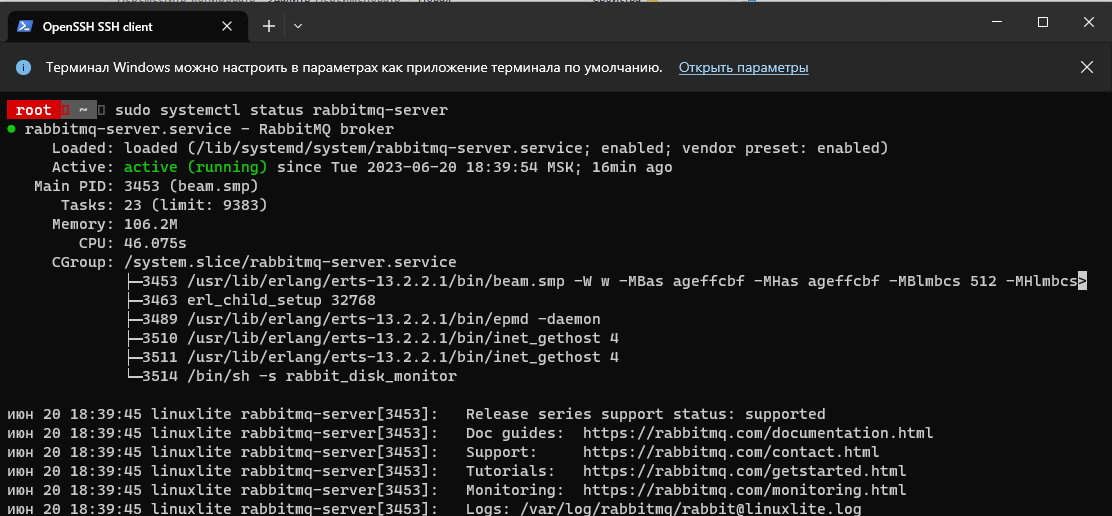 OpenSSH SSH client
Терминал Windows можно настроить в параметрах как приложение терминала по умолчанию. Открыть параметры
root ~ sudo systemctl status rabbitmq-server
● rabbitmq-server.service - RabbitMQ broker
Loaded: loaded (/lib/systemd/system/rabbitmq-server.service; enabled; vendor preset: enabled)
Active: active (running) since Tue 2023-06-20 18:39:54 MSK; 16min ago
Main PID: 3453 (beam.smp)
Tasks: 23 (limit: 9383)
Memory: 106.2M
CPU: 46.075s
CGroup: /system.slice/rabbitmq-server.service
├─3453 /usr/lib/erlang/erts-13.2.2.1/bin/beam.smp -W w -MBas ageffcbf -MHas ageffcbf -MBlmbcs 512 -MHlmbcs>
├─3463 erl_child_setup 32768
├─3489 /usr/lib/erlang/erts-13.2.2.1/bin/epmd -daemon
├─3510 /usr/lib/erlang/erts-13.2.2.1/bin/inet_gethost 4
├─3511 /usr/lib/erlang/erts-13.2.2.1/bin/inet_gethost 4
└─3514 /bin/sh -s rabbit_disk_monitor
июн 20 18:39:45 linuxlite rabbitmq-server[3453]: Release series support status: supported
июн 20 18:39:45 linuxlite rabbitmq-server[3453]: Doc guides: https://rabbitmq.com/documentation.html
июн 20 18:39:45 linuxlite rabbitmq-server[3453]: Support: https://rabbitmq.com/contact.html
июн 20 18:39:45 linuxlite rabbitmq-server[3453]: Tutorials: https://rabbitmq.com/getstarted.html
июн 20 18:39:45 linuxlite rabbitmq-server[3453]: Monitoring: https://rabbitmq.com/monitoring.html
июн 20 18:39:45 linuxlite rabbitmq-server[3453]: Logs: /var/log/rabbitmq/rabbit@linuxlite.log